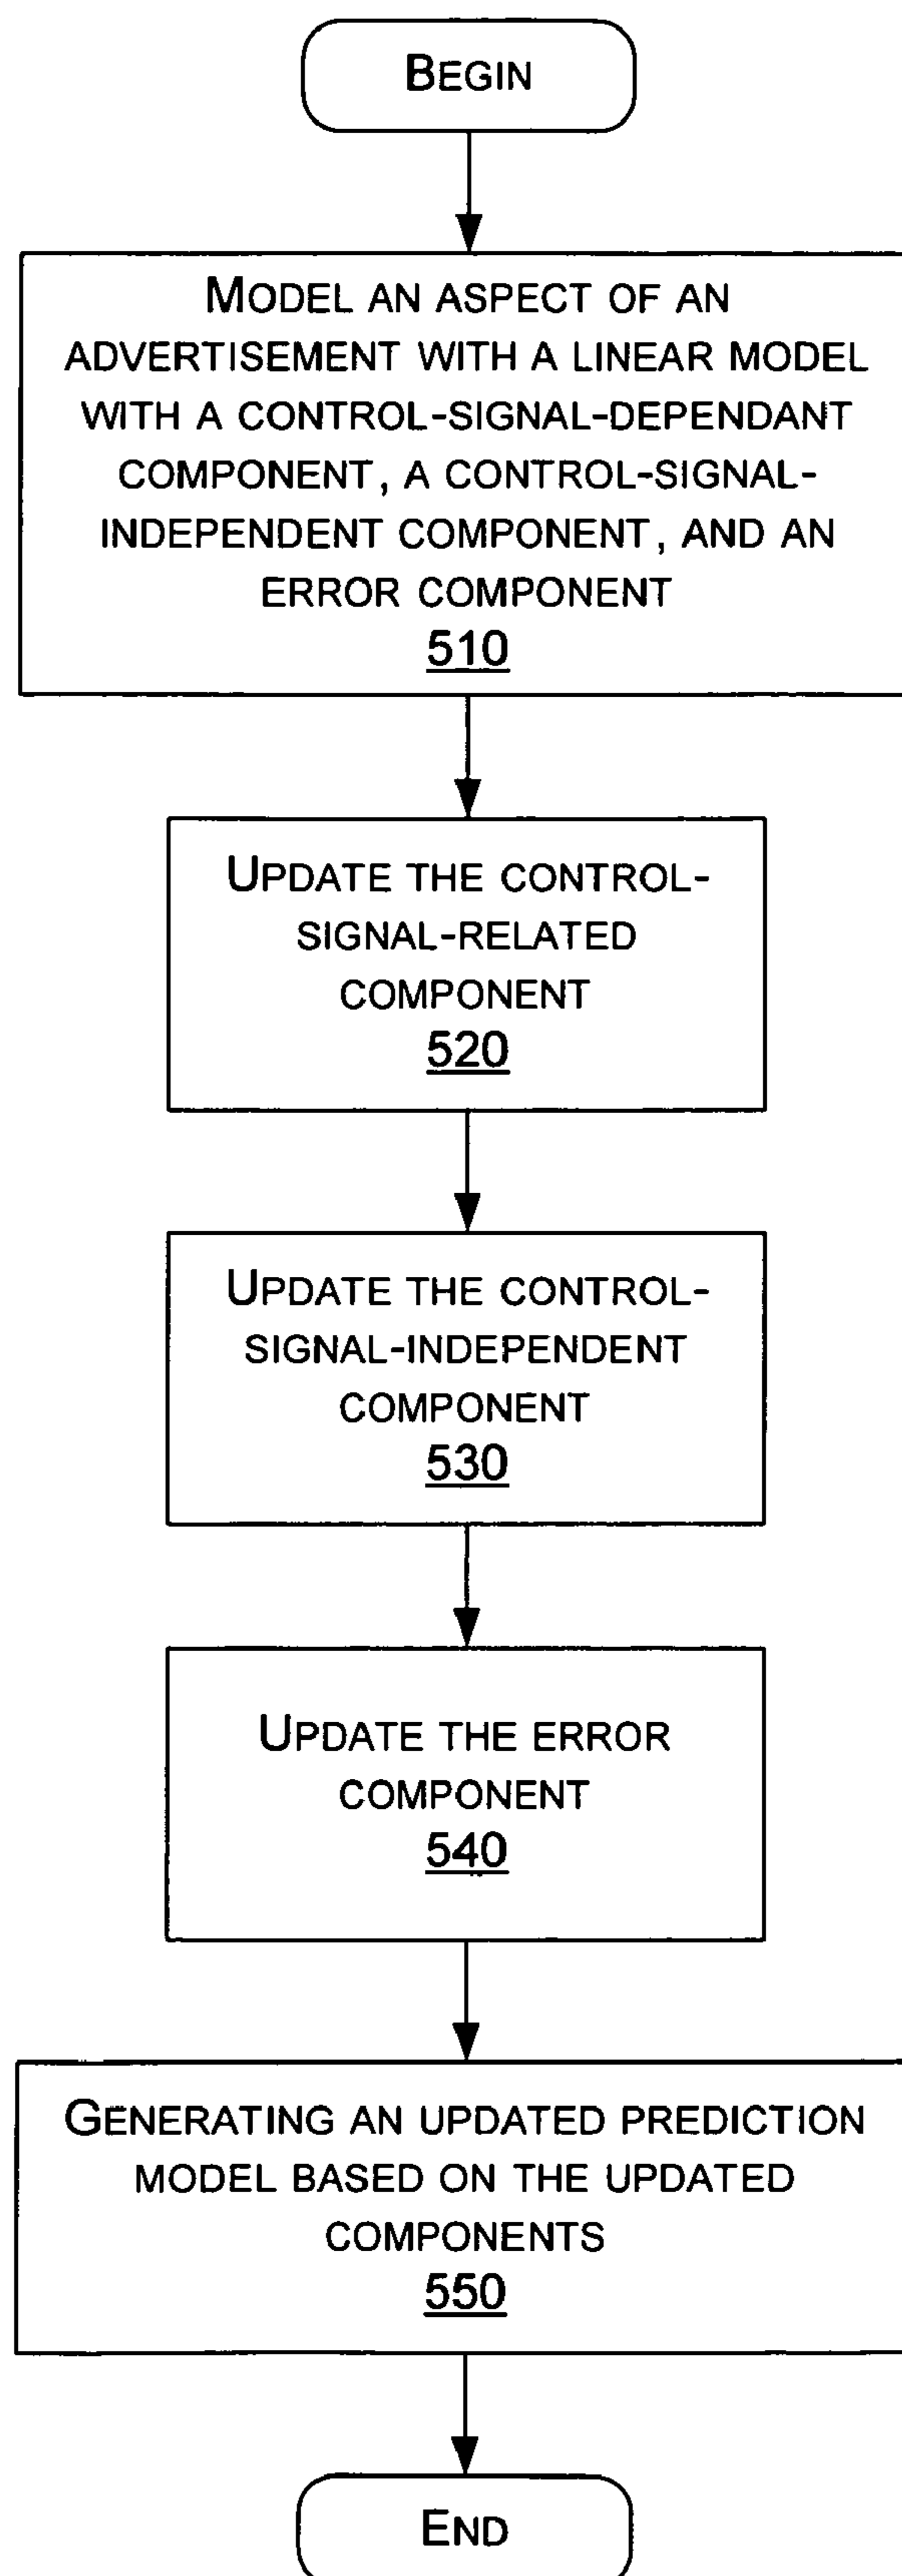 BEGIN
MODEL AN ASPECT OF AN
ADVERTISEMENT WITH A LINEAR MODEL
WITH A CONTROL-SIGNAL-DEPENDANT
COMPONENT, A CONTROL-SIGNAL-
INDEPENDENT COMPONENT, AND AN
ERROR COMPONENT
510
UPDATE THE CONTROL-
SIGNAL-RELATED
COMPONENT
520
UPDATE THE CONTROL-
SIGNAL-INDEPENDENT
COMPONENT
530
UPDATE THE ERROR
COMPONENT
540
GENERATING AN UPDATED PREDICTION
MODEL BASED ON THE UPDATED
COMPONENTS
550
END